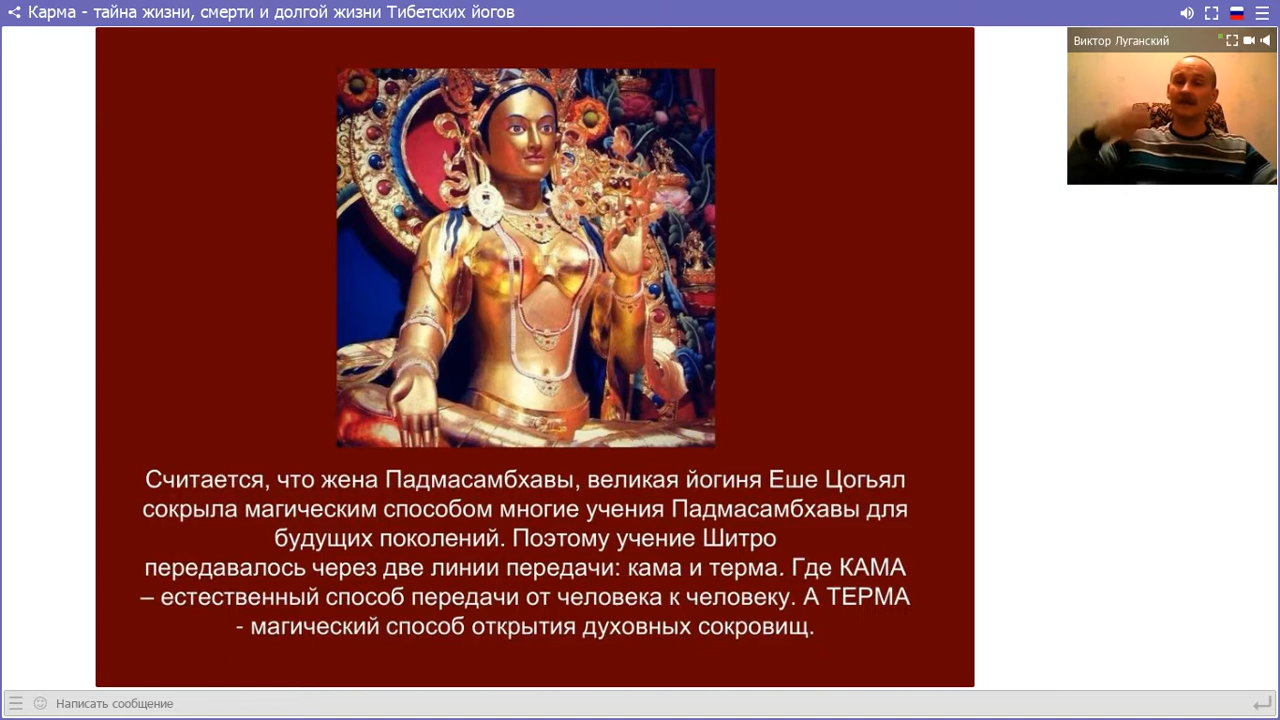 Карма - тайна жизни, смерти и долгой жизни Тибетских йогов
Виктор Луганский
Считается, что жена Падмасамбхавы, великая йогиня Еше Цогьял
сокрыла магическим способом многие учения Падмасамбхавы для
будущих поколений. Поэтому учение Шитро
передавалось через две линии передачи: кама и терма. Где КАМА
– естественный способ передачи от человека к человеку. А ТЕРМА
- магический способ открытия духовных сокровищ.
Написать сообщение